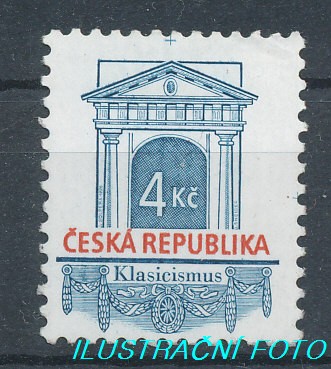 4 Kč
ČESKÁ REPUBLIKA
Klasicismus
ILUSTRAČNÍ FOTO